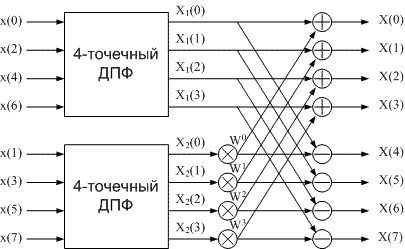 x(0) X₁(0) X(0)
x(2) X₁(1) X(1)
x(4) 4-точечный ДПФ X₁(2) X(2)
x(6) X₁(3) X(3)
x(1) X₂(0) W⁰ X(4)
x(3) X₂(1) W¹ X(5)
x(5) 4-точечный ДПФ X₂(2) W² X(6)
x(7) X₂(3) W³ X(7)